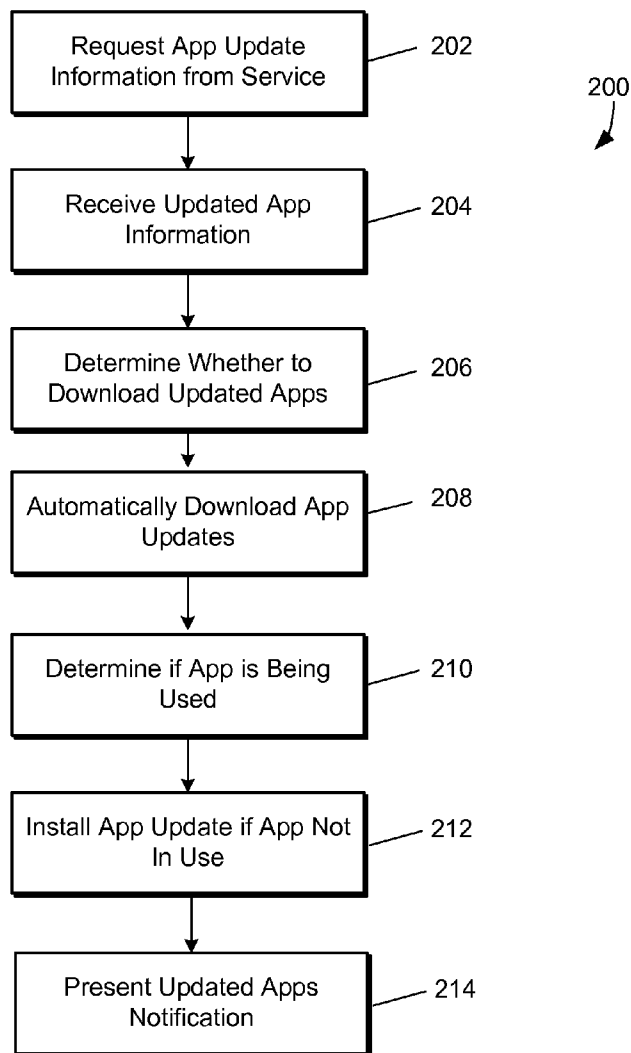 Request App Update
Information from Service
202
200
Receive Updated App
Information
204
Determine Whether to
Download Updated Apps
206
Automatically Download App
Updates
208
Determine if App is Being
Used
210
Install App Update if App Not
In Use
212
Present Updated Apps
Notification
214